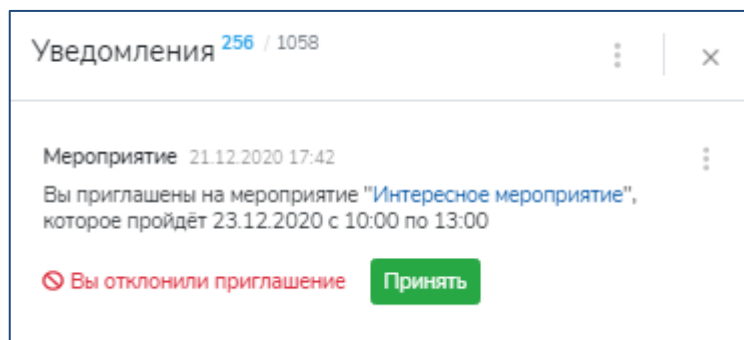 Уведомления 256 / 1058
Мероприятие 21.12.2020 17:42
Вы приглашены на мероприятие "Интересное мероприятие",
которое пройдёт 23.12.2020 с 10:00 по 13:00
Вы отклонили приглашение Принять